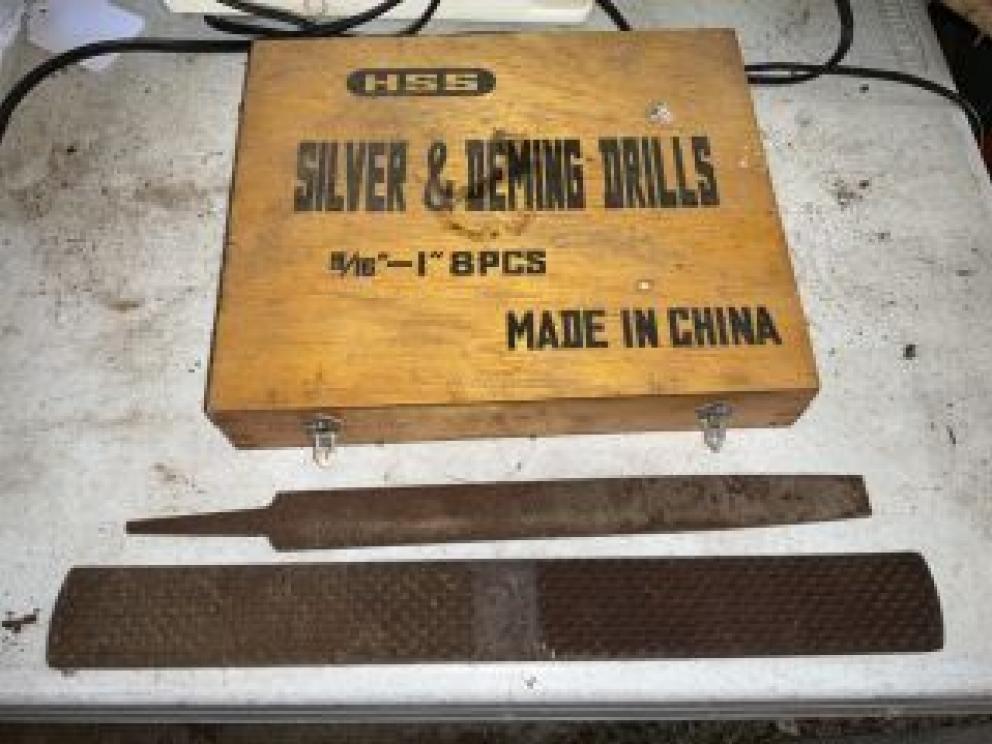 HSS
SILVER & DEMING DRILLS
9/16"-1" 8PCS
MADE IN CHINA